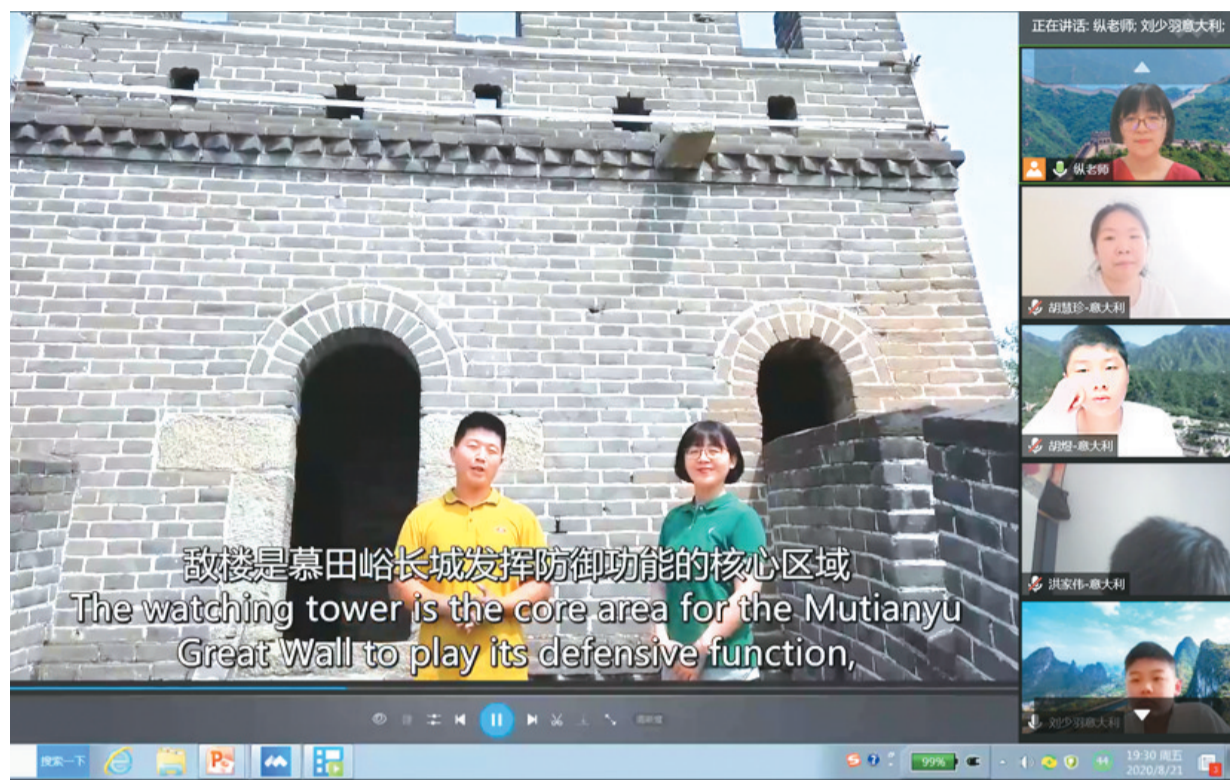 正在讲话: 纵老师; 刘少羽意大利;
纵老师
胡慧珍-意大利
胡煜-意大利
洪家伟-意大利
刘少羽意大利
敌楼是慕田峪长城发挥防御功能的核心区域
The watching tower is the core area for the Mutianyu
Great Wall to play its defensive function,
搜索一下
99%
44
19:30 周五
2020/8/21